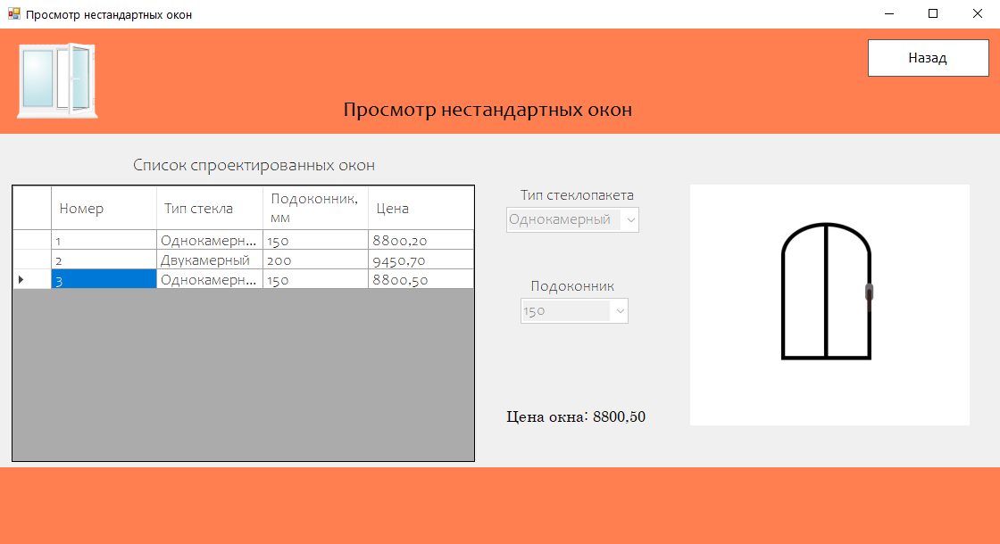 Просмотр нестандартных окон
Назад
Просмотр нестандартных окон
Список спроектированных окон
Номер Тип стекла Подоконник, мм Цена
1 Однокамерн... 150 8800,20
2 Двукамерный 200 9450,70
3 Однокамерн... 150 8800,50
Тип стеклопакета
Однокамерный
Подоконник
150
Цена окна: 8800,50